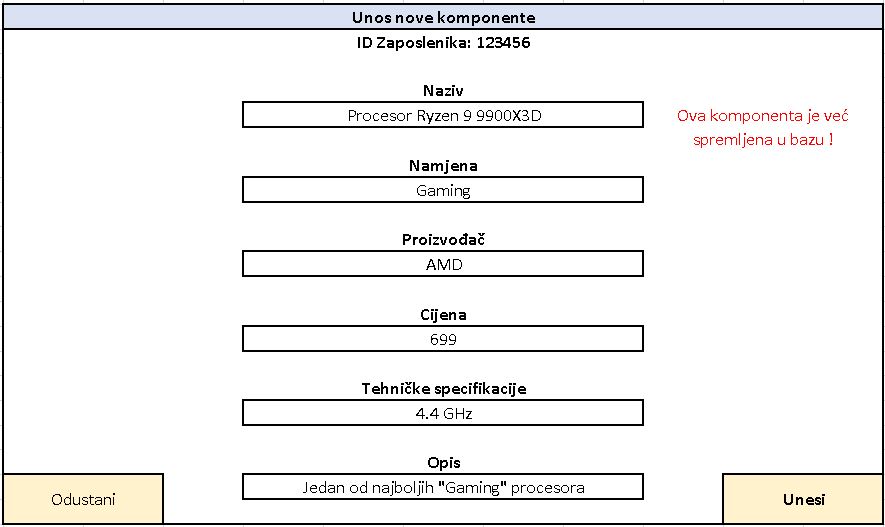 Unos nove komponente
ID Zaposlenika: 123456
Naziv
Procesor Ryzen 9 9900X3D
Ova komponenta je već
spremljena u bazu !
Namjena
Gaming
Proizvođač
AMD
Cijena
699
Tehničke specifikacije
4.4 GHz
Opis
Jedan od najboljih "Gaming" procesora
Odustani
Unesi